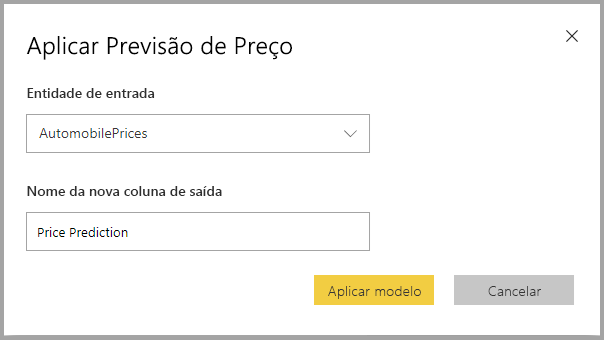 Aplicar Previsão de Preço
Entidade de entrada
AutomobilePrices
Nome da nova coluna de saída
Price Prediction
Aplicar modelo
Cancelar